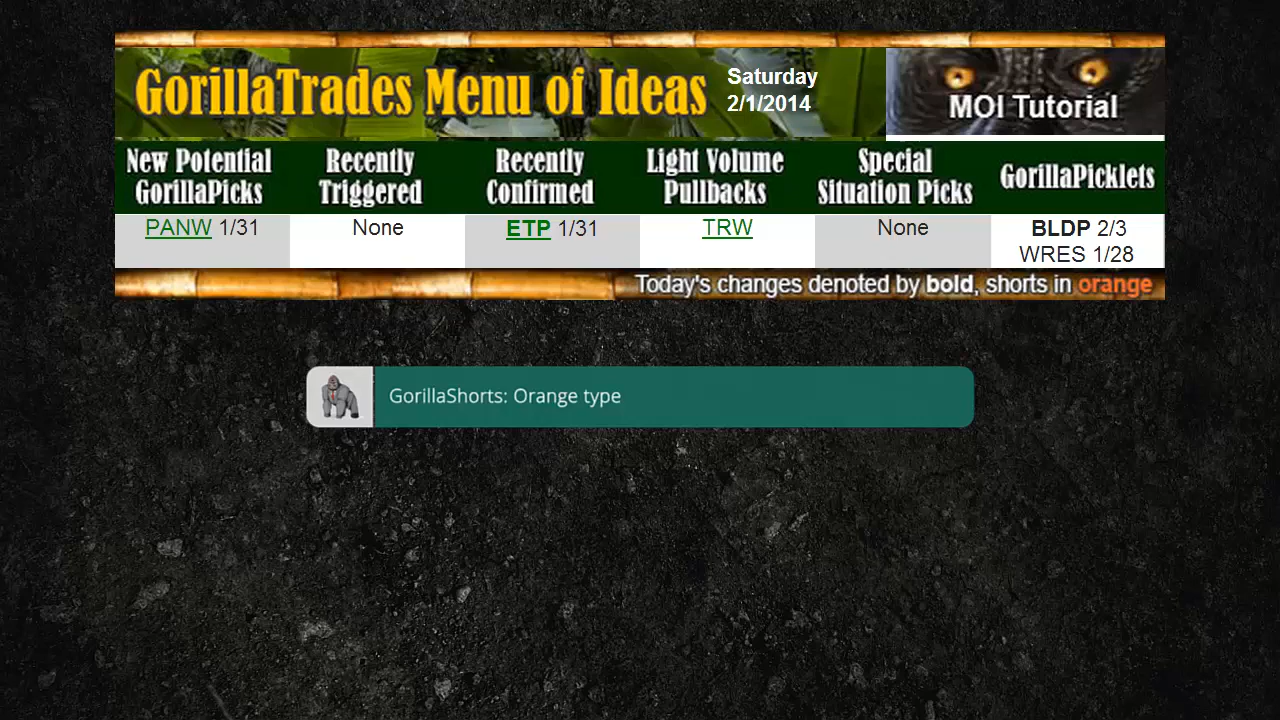 GorillaTrades Menu of Ideas
Saturday
2/1/2014
MOI Tutorial
New Potential
GorillaPicks
Recently
Triggered
Recently
Confirmed
Light Volume
Pullbacks
Special
Situation Picks
GorillaPicklets
PANW 1/31
None
ETP 1/31
TRW
None
BLDP 2/3
WRES 1/28
Today's changes denoted by bold, shorts in orange
GorillaShorts: Orange type